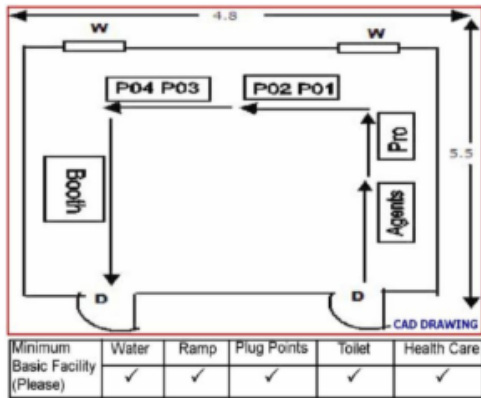 4.8
W
W
P04 P03
P02 P01
Pro
5.5
Booth
Agents
D
D
CAD DRAWING
Minimum Basic Facility (Please)
Water
Ramp
Plug Points
Toilet
Health Care
✓ ✓ ✓ ✓ ✓